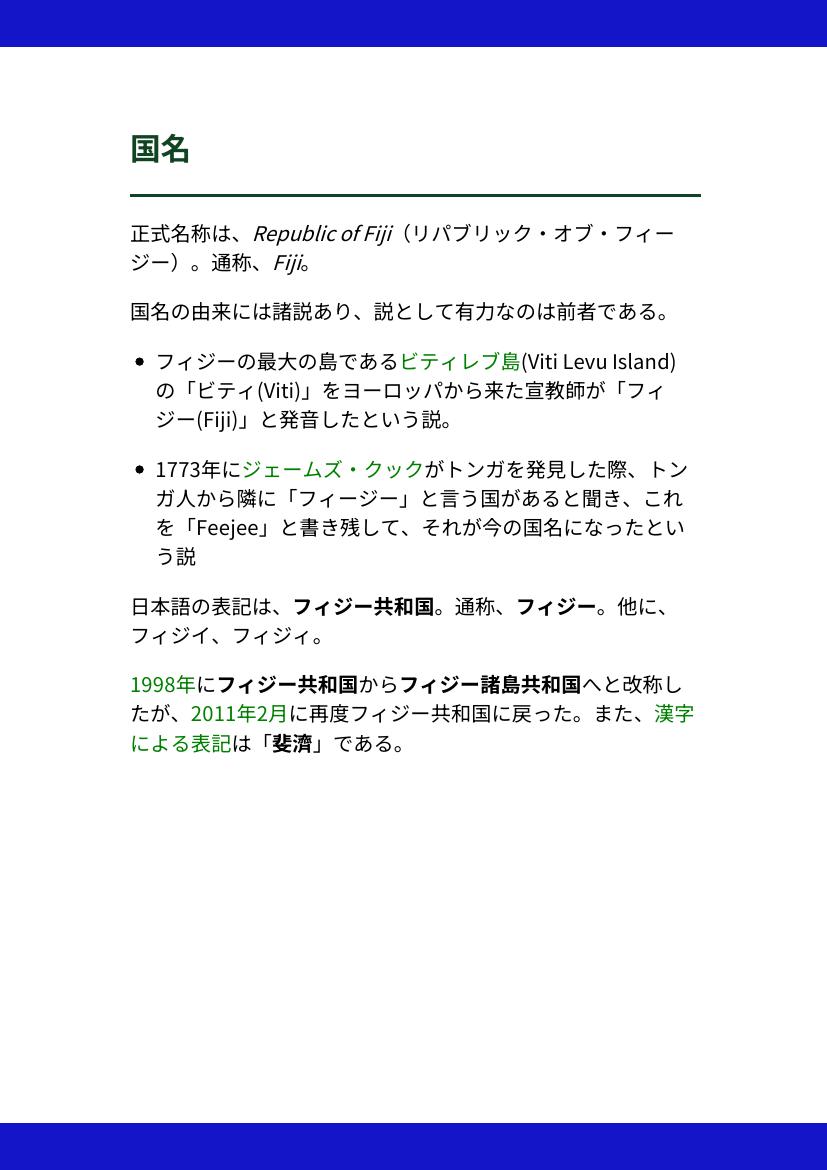 国名
正式名称は、Republic of Fiji（リパブリック・オブ・フィー
ジー）。通称、Fiji。
国名の由来には諸説あり、説として有力なのは前者である。
• フィジーの最大の島であるビティレブ島(Viti Levu Island)
の「ビティ(Viti)」をヨーロッパから来た宣教師が「フィ
ジー(Fiji)」と発音したという説。
• 1773年にジェームズ・クックがトンガを発見した際、トン
ガ人から隣に「フィージー」と言う国があると聞き、これ
を「Feejee」と書き残して、それが今の国名になったとい
う説
日本語の表記は、フィジー共和国。通称、フィジー。他に、
フィジイ、フィジィ。
1998年にフィジー共和国からフィジー諸島共和国へと改称し
たが、2011年2月に再度フィジー共和国に戻った。また、漢字
による表記は「斐濟」である。